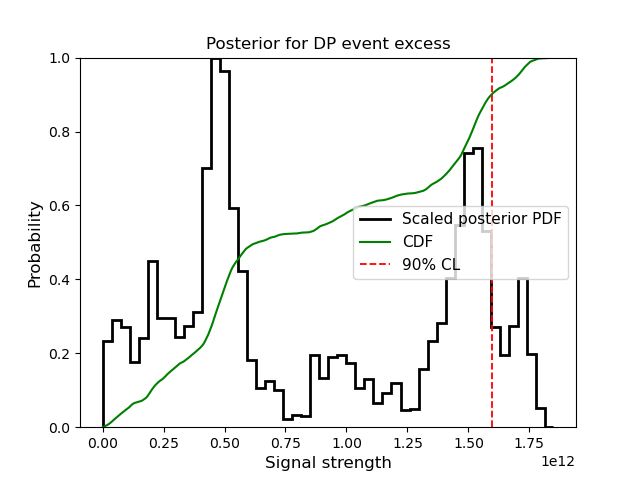 Posterior for DP event excess
Probability
1.0
0.8
0.6
0.4
0.2
0.0
Scaled posterior PDF
CDF
90% CL
0.00 0.25 0.50 0.75 1.00 1.25 1.50 1.75
1e12
Signal strength